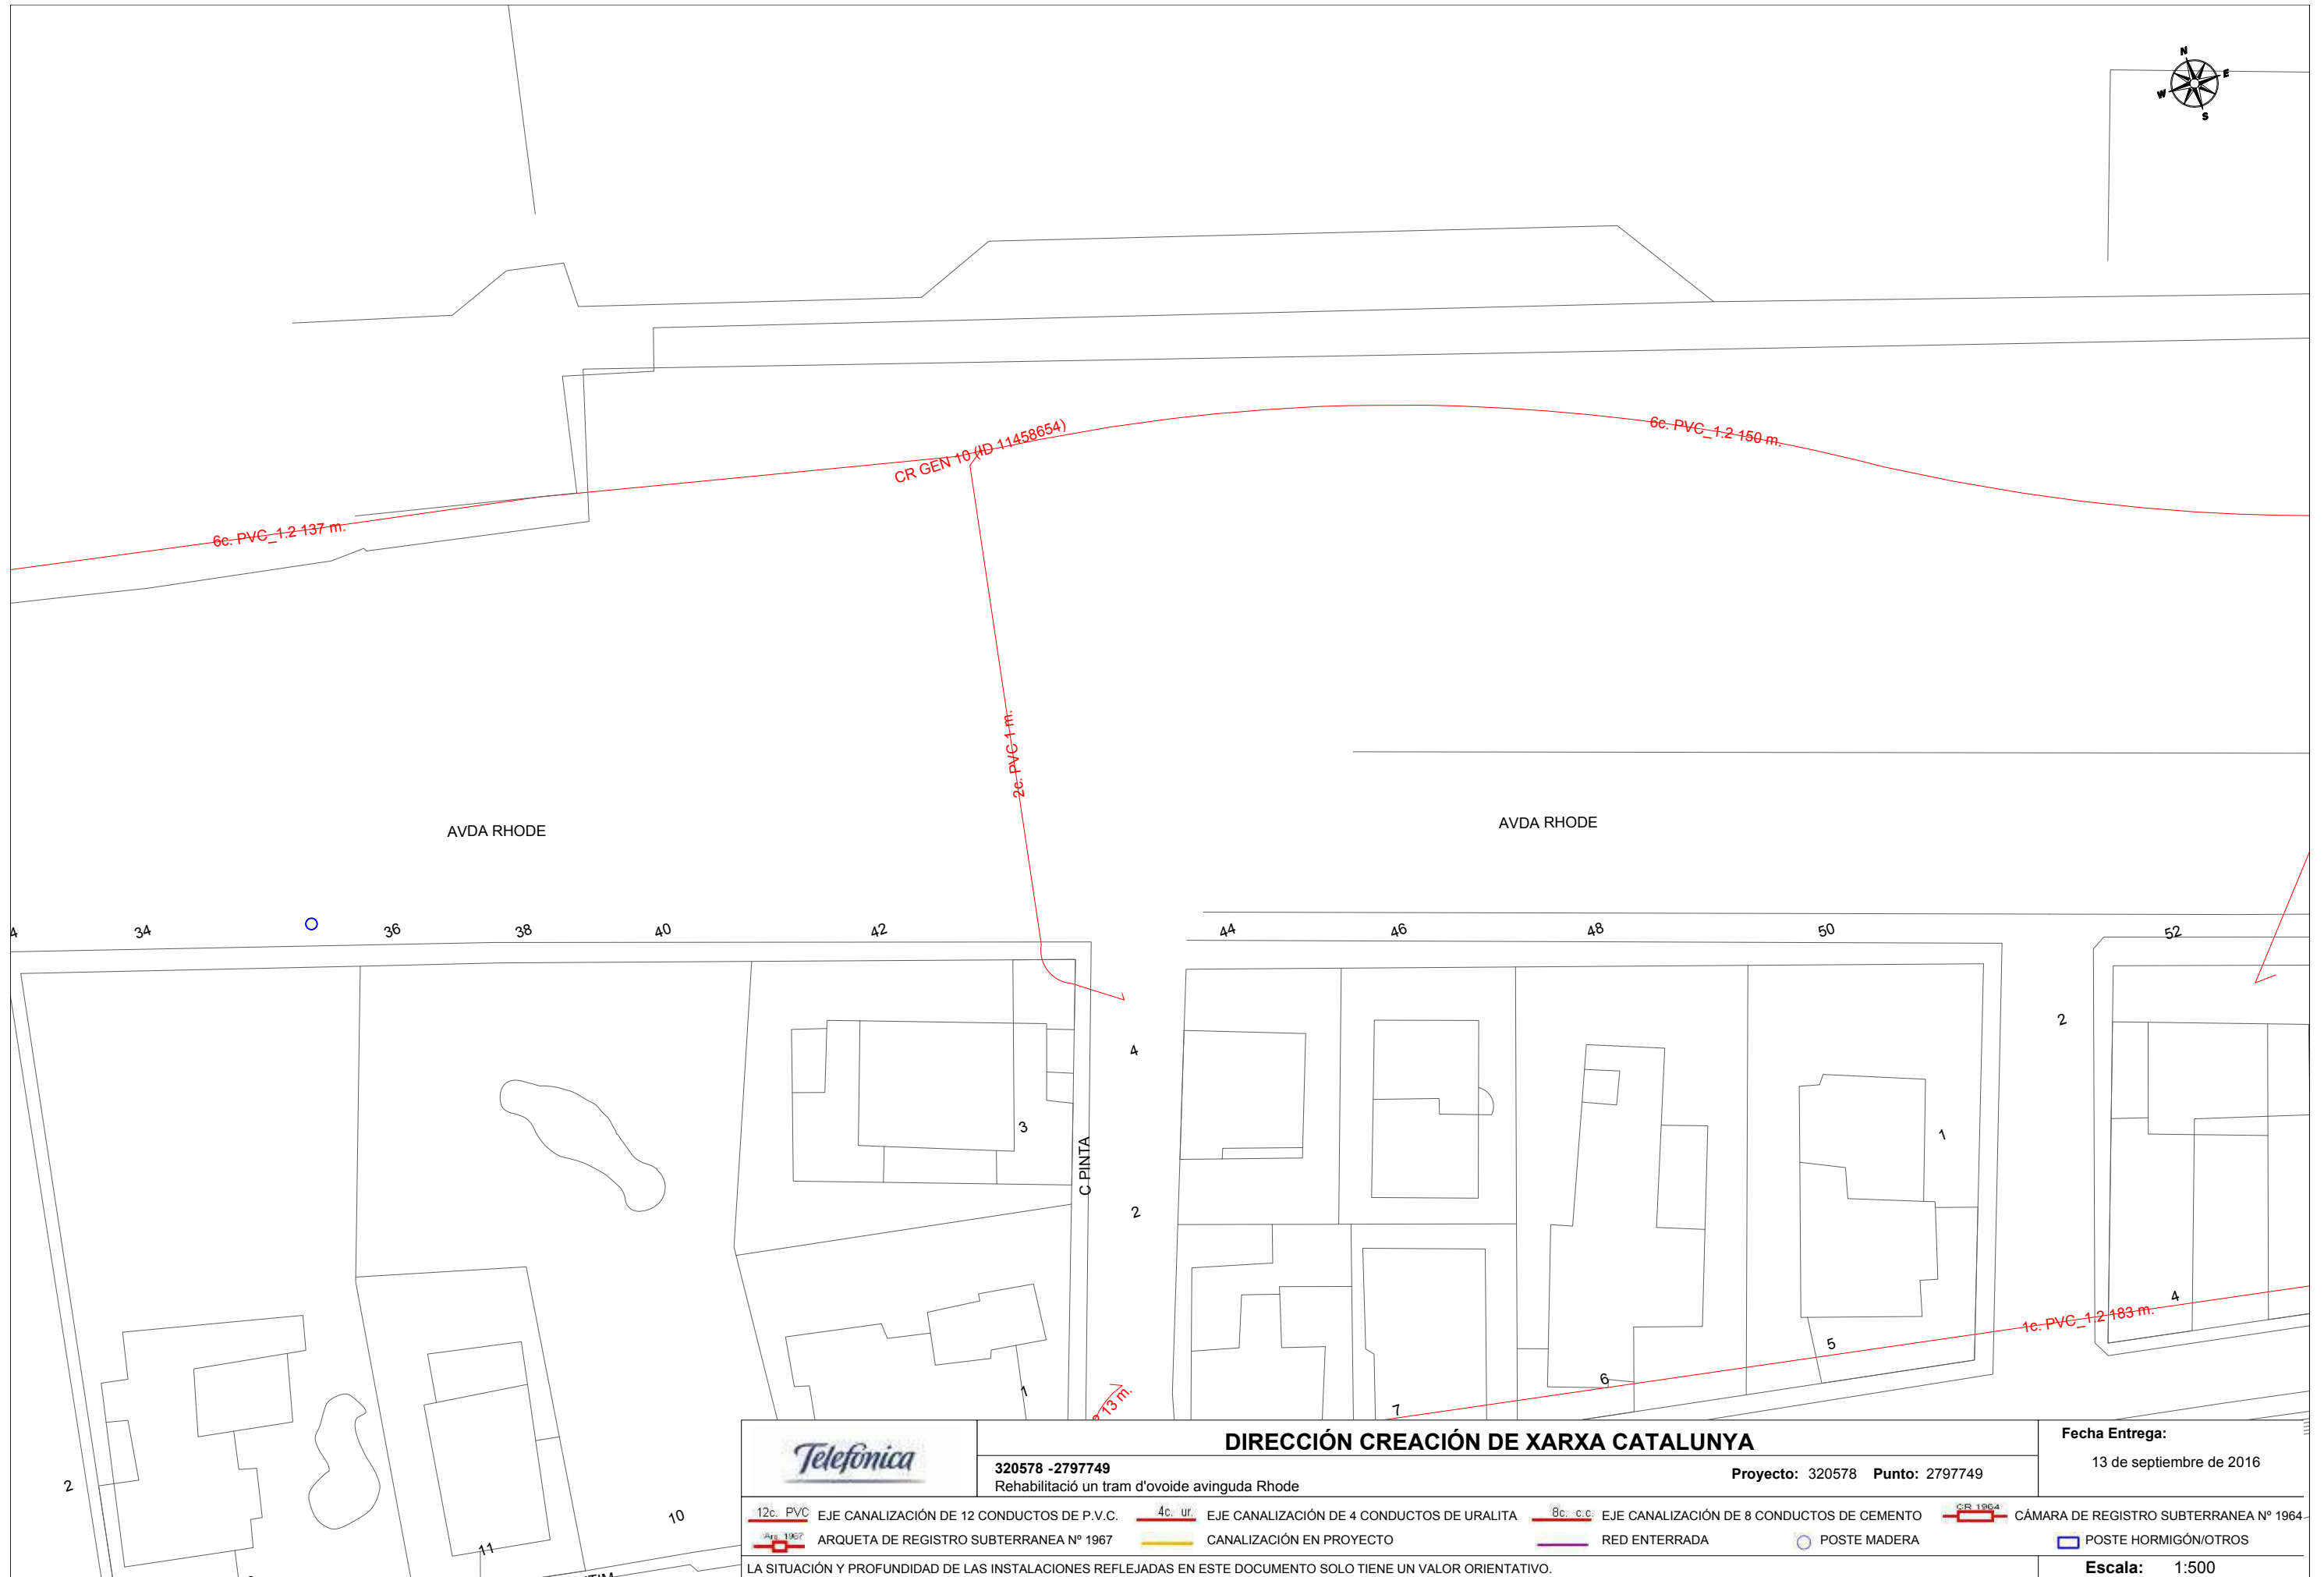 N
E
W
S
CR GEN 10 (ID 11458654)
6c. PVC_1.2 150 m.
6c. PVC_1.2 137 m.
2c. PVC 1 m.
AVDA RHODE
AVDA RHODE
4 34 36 38 40 42 44 46 48 50 52
2
4
3
1
C PINTA
2
4
1c. PVC_1.2 183 m.
5
6
1
7
13 m.
2
10
11
Telefónica
DIRECCIÓN CREACIÓN DE XARXA CATALUNYA
320578 -2797749
Rehabilitació un tram d'ovoide avinguda Rhode
Proyecto: 320578 Punto: 2797749
Fecha Entrega:
13 de septiembre de 2016
12c. PVC EJE CANALIZACIÓN DE 12 CONDUCTOS DE P.V.C. 4c. ur. EJE CANALIZACIÓN DE 4 CONDUCTOS DE URALITA 8c. c.c. EJE CANALIZACIÓN DE 8 CONDUCTOS DE CEMENTO CR 1964 CÁMARA DE REGISTRO SUBTERRANEA Nº 1964
Arq. 1967 ARQUETA DE REGISTRO SUBTERRANEA Nº 1967 CANALIZACIÓN EN PROYECTO RED ENTERRADA POSTE MADERA POSTE HORMIGÓN/OTROS
LA SITUACIÓN Y PROFUNDIDAD DE LAS INSTALACIONES REFLEJADAS EN ESTE DOCUMENTO SOLO TIENE UN VALOR ORIENTATIVO.
Escala: 1:500